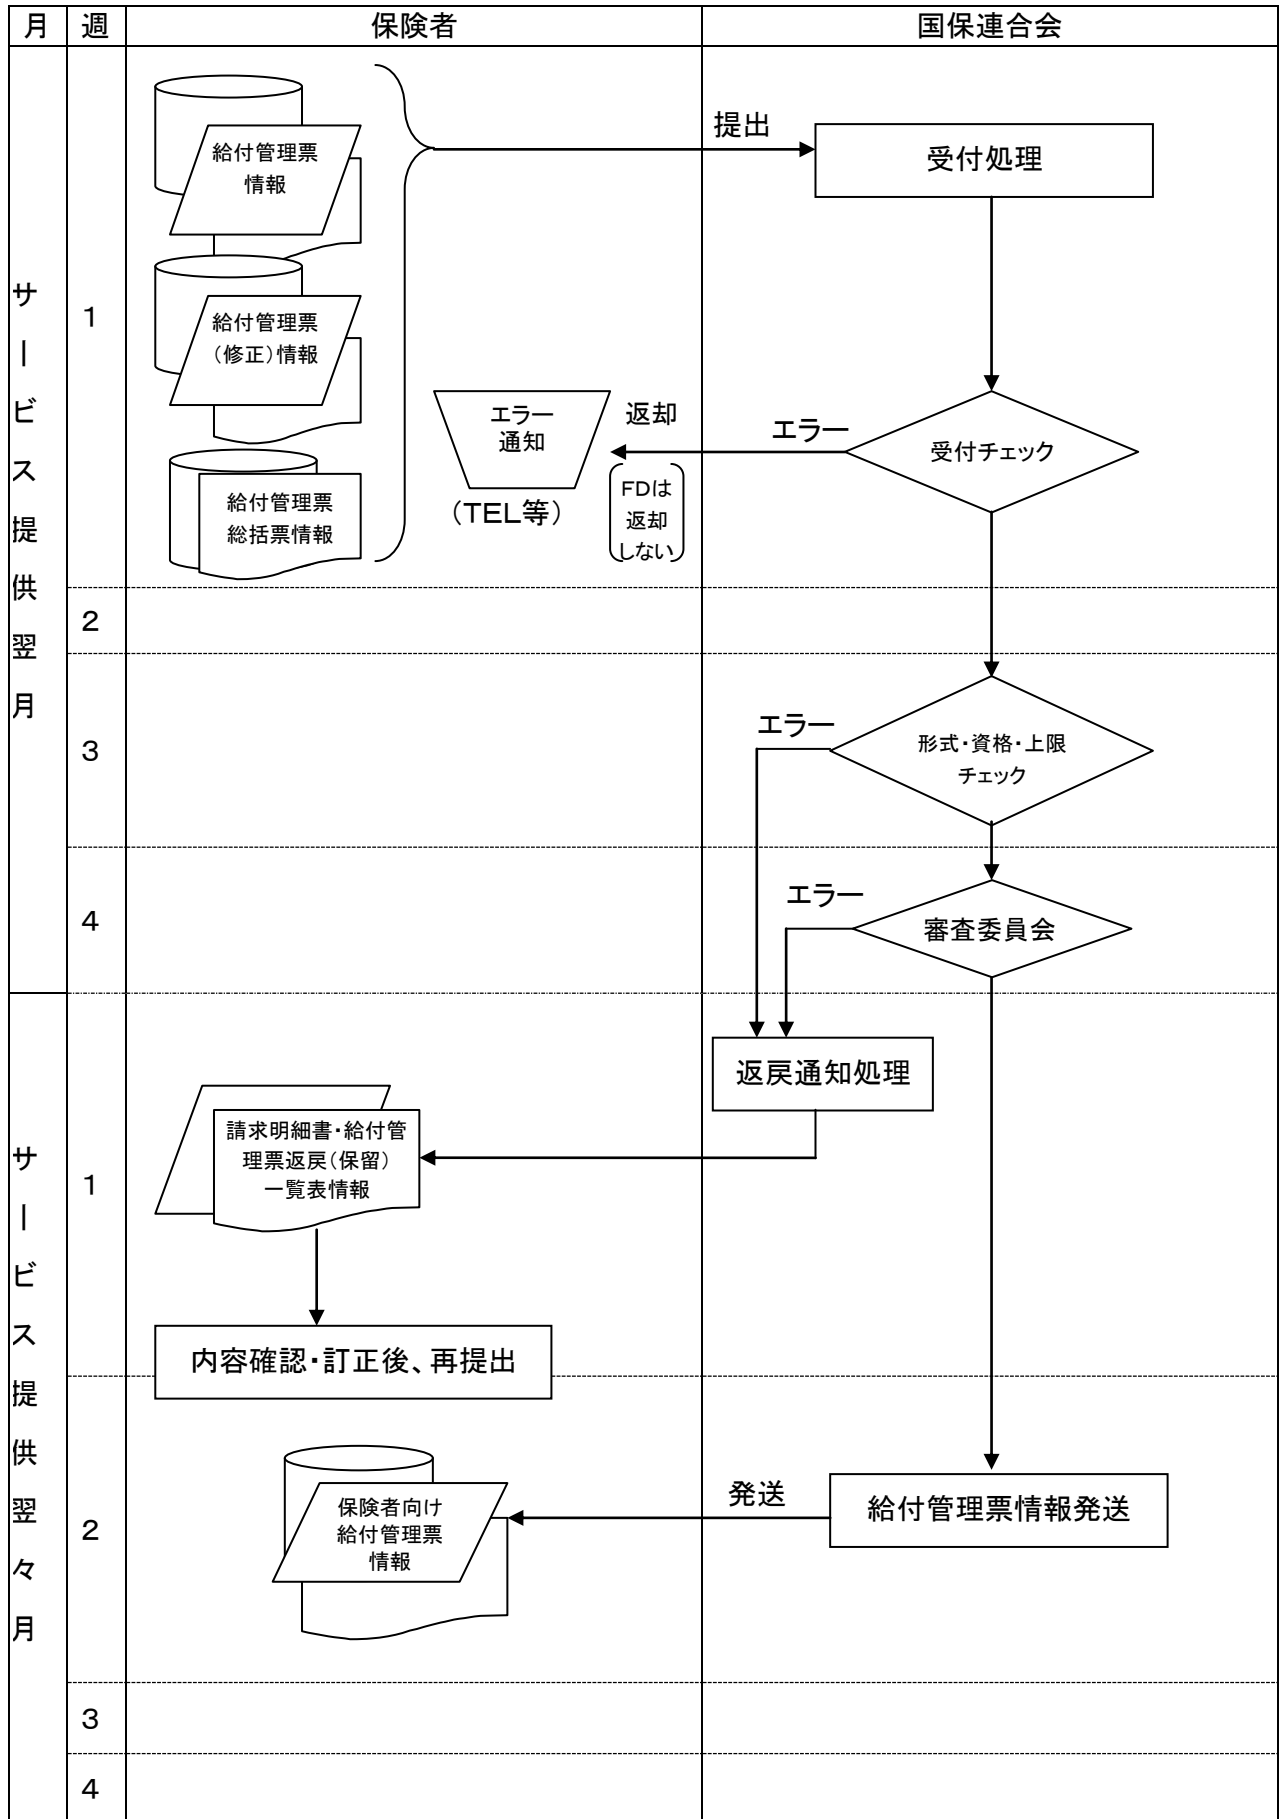 月 週 保険者 国保連合会
サービス提供翌月
1
給付管理票
情報
給付管理票
（修正）情報
給付管理票
総括票情報
提出
受付処理
受付チェック
エラー
返却
エラー
通知
（TEL等）
FDは
返却
しない
2
3
エラー
形式・資格・上限
チェック
4
エラー
審査委員会
サービス提供翌々月
1
返戻通知処理
請求明細書・給付管
理票返戻（保留）
一覧表情報
内容確認・訂正後、再提出
2
発送
給付管理票情報発送
保険者向け
給付管理票
情報
3
4